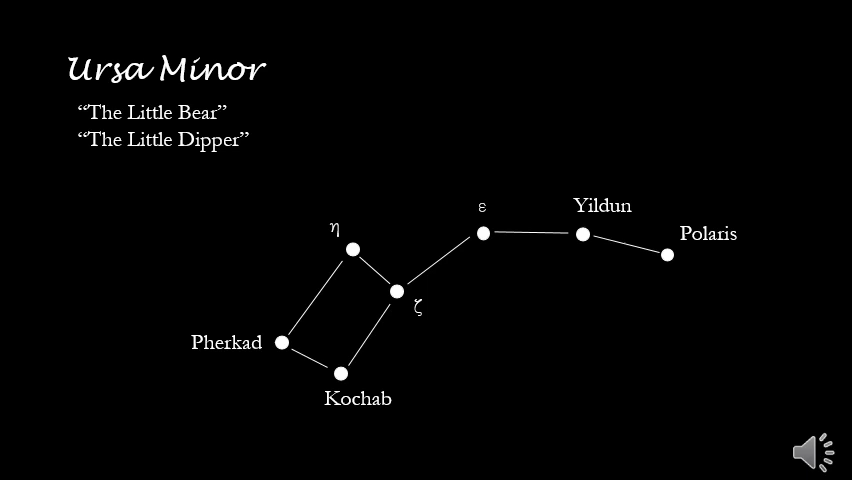 Ursa Minor
“The Little Bear”
“The Little Dipper”
ε
Yildun
Polaris
η
ζ
Pherkad
Kochab